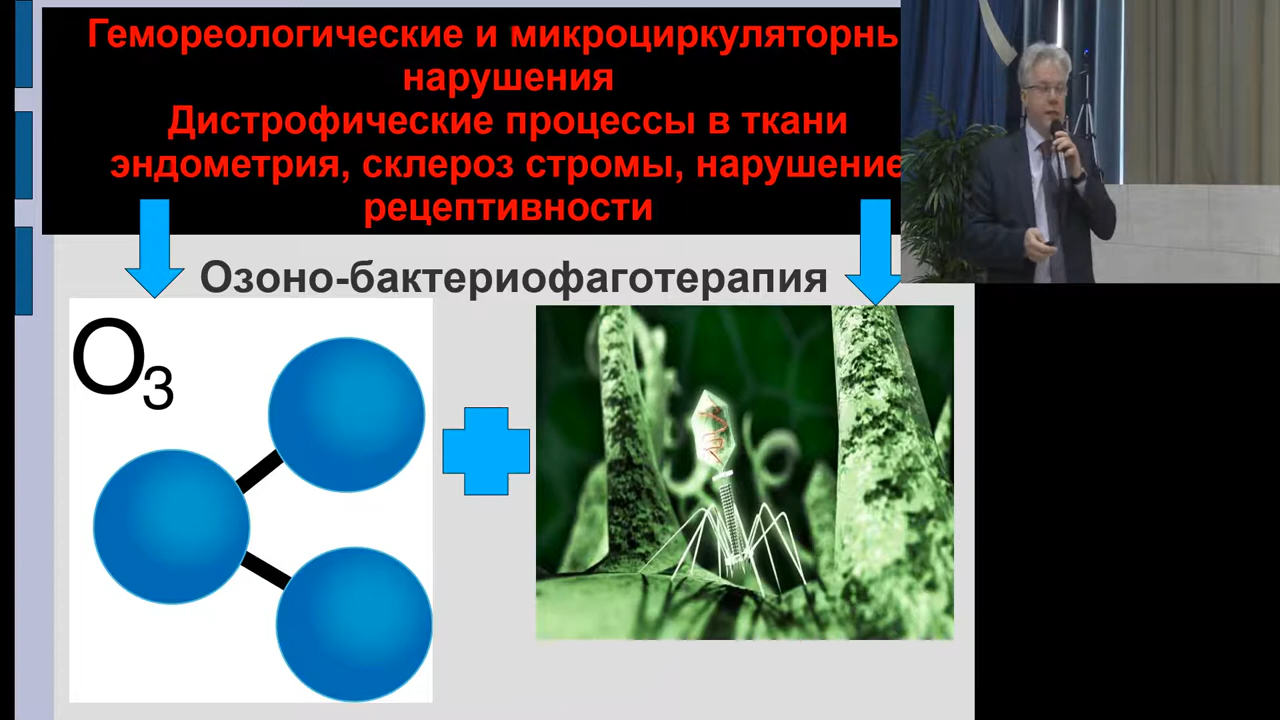 Гемореологические и микроциркуляторны
нарушения
Дистрофические процессы в ткани
эндометрия, склероз стромы, нарушение
рецептивности
Озоно-бактериофаготерапия
O3